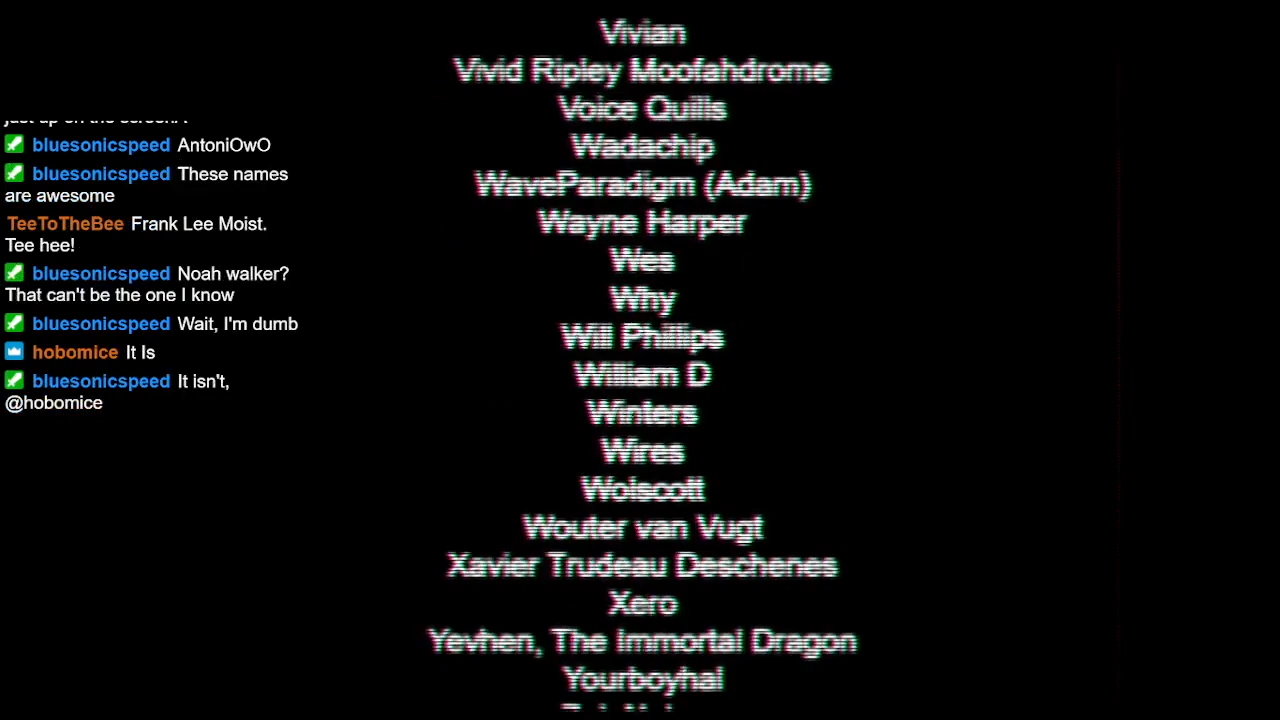 bluesonicspeed AntoniOwO
bluesonicspeed These names
are awesome
TeeToTheBee Frank Lee Moist.
Tee hee!
bluesonicspeed Noah walker?
That can't be the one I know
bluesonicspeed Wait, I'm dumb
hobomice It Is
bluesonicspeed It isn't,
@hobomice
Vivian
Vivid Ripley Moofahdrome
Voice Quills
Wadachip
WaveParadigm (Adam)
Wayne Harper
Wes
Why
Will Phillips
William D
Winters
Wires
Wolscott
Wouter van Vugt
Xavier Trudeau Deschenes
Xero
Yevhen, The Immortal Dragon
Yourboyhal